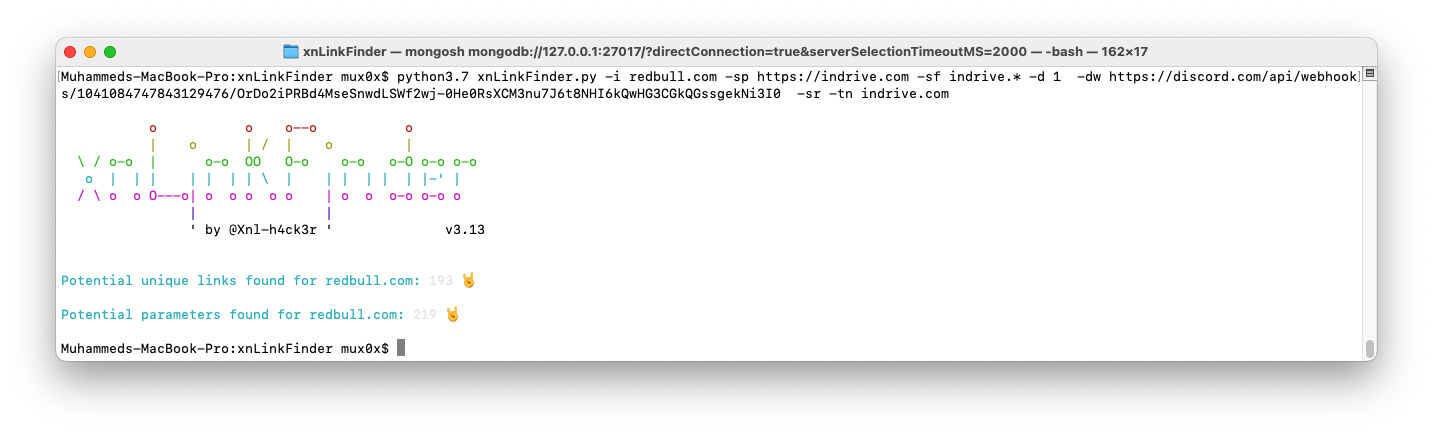 xnLinkFinder — mongosh mongodb://127.0.0.1:27017/?directConnection=true&serverSelectionTimeoutMS=2000 — -bash — 162×17
[Muhammeds-MacBook-Pro:xnLinkFinder mux0x$ python3.7 xnLinkFinder.py -i redbull.com -sp https://indrive.com -sf indrive.* -d 1  -dw https://discord.com/api/webhook]
s/1041084747843129476/OrDo2iPRBd4MseSnwdLSWf2wj-0He0RsXCM3nu7J6t8NHI6kQwHG3CGkQGssgekNi3I0  -sr -tn indrive.com
           o           o    o--o           o
           |    o      | /  |    o         |
  \ / o-o  |      o-o  OO   O-o    o-o   o-O o-o o-o
   o  |  | |    | |  | | \  |    | |  | |  | |-' |
  / \ o  o O---o| o  o o  o o    | o  o  o-o o-o o
                |                |
                ' by @Xnl-h4ck3r '              v3.13
Potential unique links found for redbull.com: 193 🤘
Potential parameters found for redbull.com: 219 🤘
Muhammeds-MacBook-Pro:xnLinkFinder mux0x$